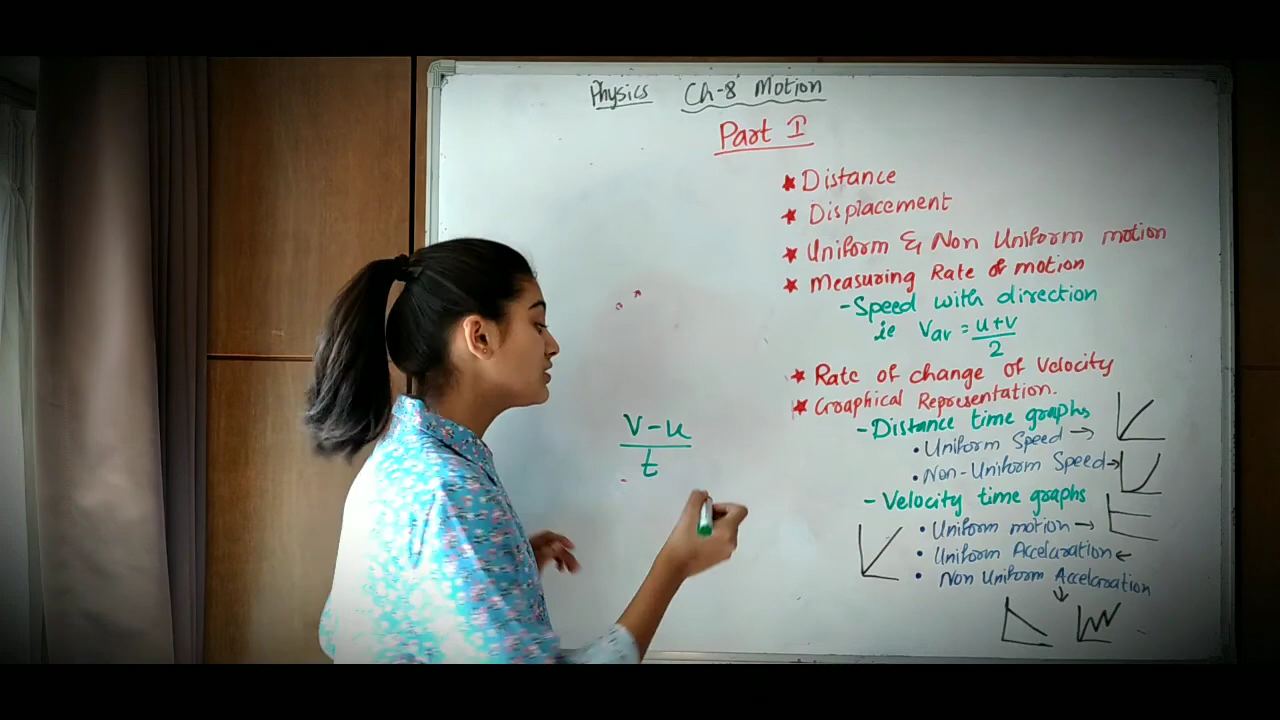 Physics Ch-8 Motion
Part I
★ Distance
★ Displacement
★ Uniform & Non Uniform motion
★ Measuring Rate of motion
-Speed with direction
ie Vav = u+v
2
★ Rate of change of Velocity
★ Graphical Representation.
-Distance time graphs
• Uniform Speed →
• Non-Uniform Speed→
- Velocity time graphs
• Uniform motion →
• Uniform Accelaration ←
• Non Uniform Accelaration
↓
V-u
t